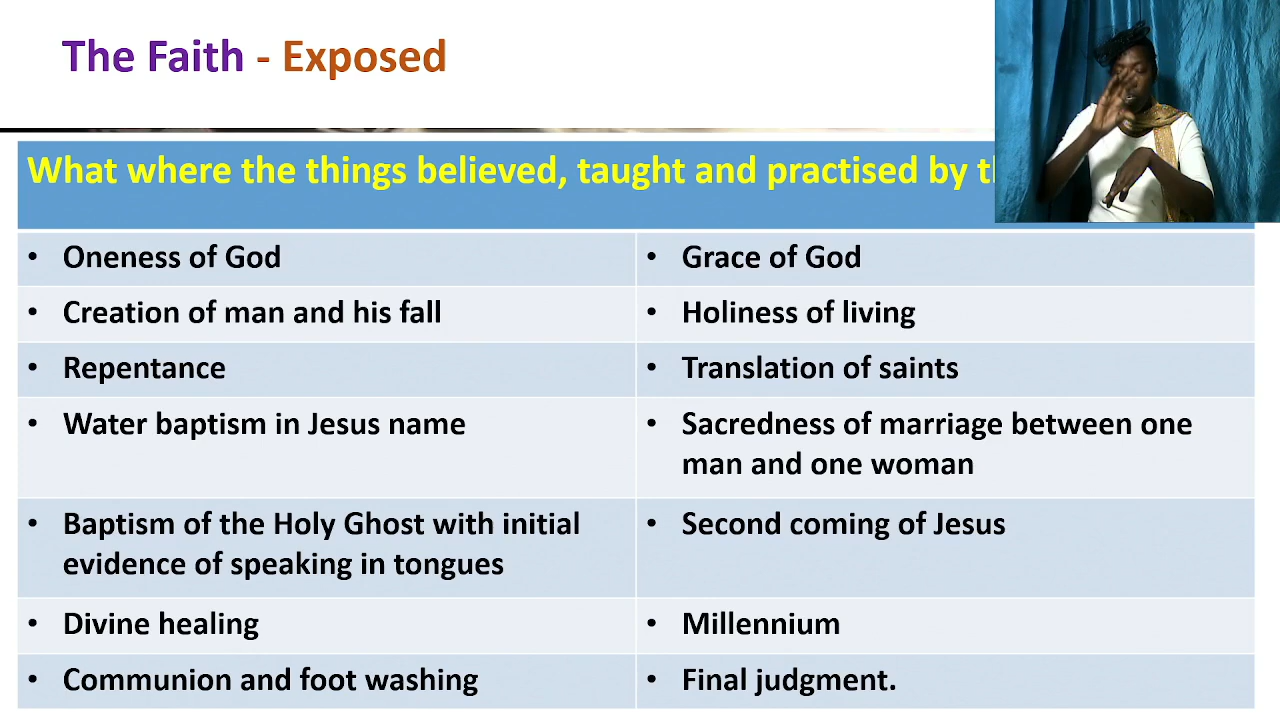 The Faith - Exposed
What where the things believed, taught and practised by
• Oneness of God
• Grace of God
• Creation of man and his fall
• Holiness of living
• Repentance
• Translation of saints
• Water baptism in Jesus name
• Sacredness of marriage between one
man and one woman
• Baptism of the Holy Ghost with initial
evidence of speaking in tongues
• Second coming of Jesus
• Divine healing
• Millennium
• Communion and foot washing
• Final judgment.